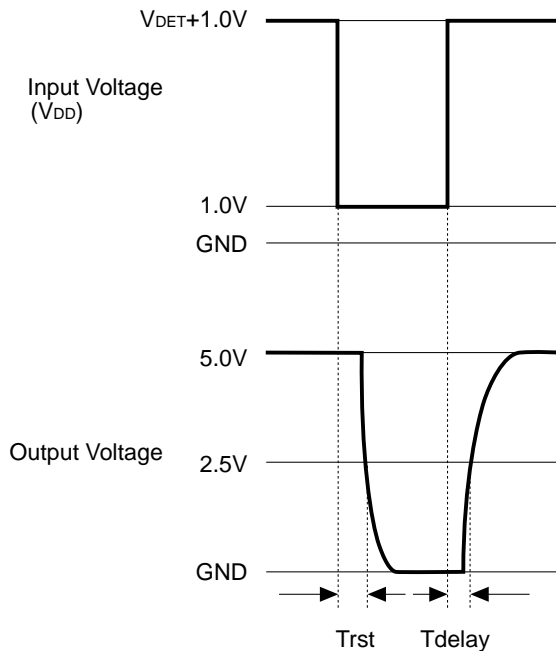 VDET+1.0V
Input Voltage
(VDD)
1.0V
GND
5.0V
Output Voltage
2.5V
GND
Trst
Tdelay